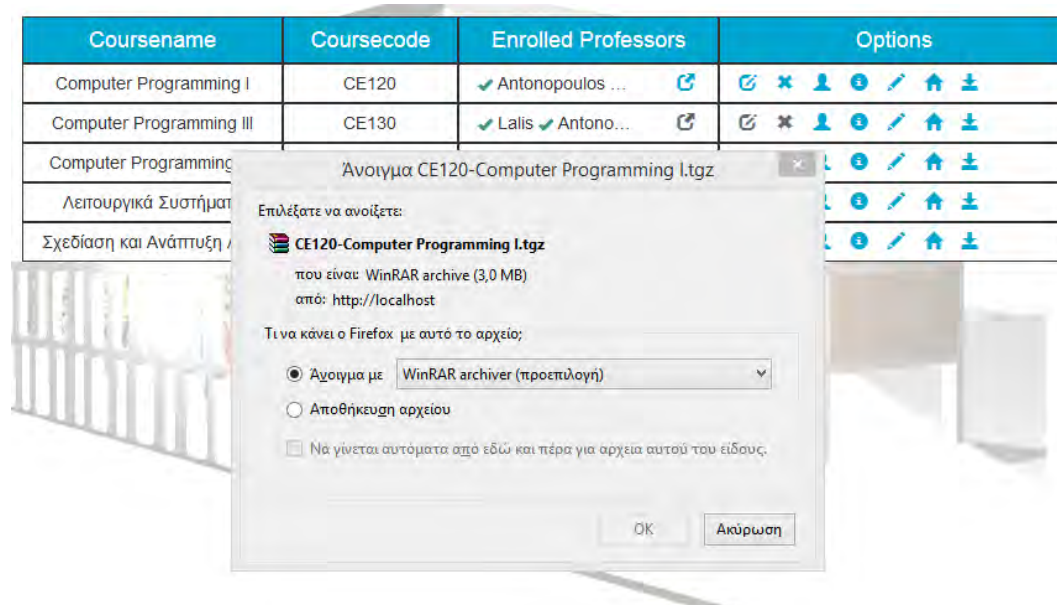 Coursename Coursecode Enrolled Professors Options
Computer Programming I CE120 Antonopoulos ...
Computer Programming III CE130 Lalis Antono...
Computer Programming
Λειτουργικά Συστήματ
Σχεδίαση και Ανάπτυξη
Άνοιγμα CE120-Computer Programming I.tgz
Επιλέξατε να ανοίξετε:
CE120-Computer Programming I.tgz
που είναι: WinRAR archive (3,0 MB)
από: http://localhost
Τι να κάνει ο Firefox με αυτό το αρχείο;
Άνοιγμα με WinRAR archiver (προεπιλογή)
Αποθήκευση αρχείου
Να γίνεται αυτόματα από εδώ και πέρα για αρχεια αυτού του είδους.
OK Ακύρωση